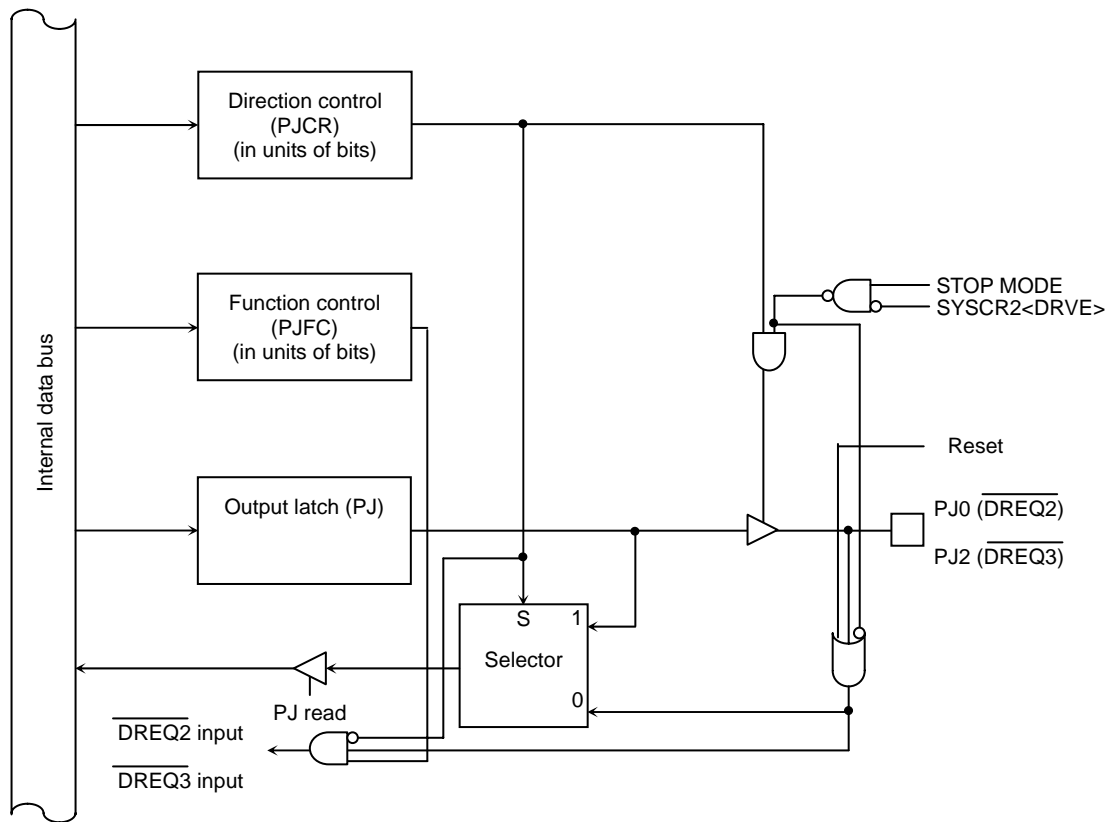 Internal data bus
Direction control
(PJCR)
(in units of bits)
Function control
(PJFC)
(in units of bits)
STOP MODE
SYSCR2<DRVE>
Reset
Output latch (PJ)
PJ0 (DREQ2)
PJ2 (DREQ3)
S
1
Selector
0
PJ read
DREQ2 input
DREQ3 input